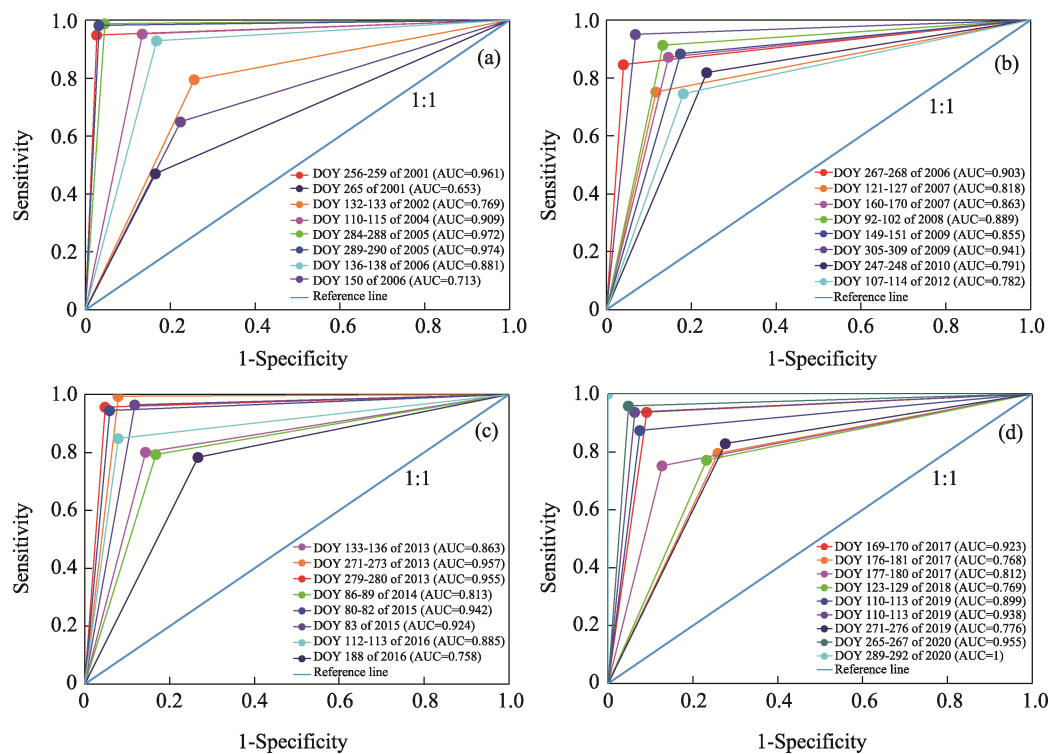 1.0
0.8
0.6
0.4
0.2
0
Sensitivity
(a)
1:1
DOY 256-259 of 2001 (AUC=0.961)
DOY 265 of 2001 (AUC=0.653)
DOY 132-133 of 2002 (AUC=0.769)
DOY 110-115 of 2004 (AUC=0.909)
DOY 284-288 of 2005 (AUC=0.972)
DOY 289-290 of 2005 (AUC=0.974)
DOY 136-138 of 2006 (AUC=0.881)
DOY 150 of 2006 (AUC=0.713)
Reference line
0 0.2 0.4 0.6 0.8 1.0
1-Specificity
1.0
0.8
0.6
0.4
0.2
0
Sensitivity
(b)
1:1
DOY 267-268 of 2006 (AUC=0.903)
DOY 121-127 of 2007 (AUC=0.818)
DOY 160-170 of 2007 (AUC=0.863)
DOY 92-102 of 2008 (AUC=0.889)
DOY 149-151 of 2009 (AUC=0.855)
DOY 305-309 of 2009 (AUC=0.941)
DOY 247-248 of 2010 (AUC=0.791)
DOY 107-114 of 2012 (AUC=0.782)
Reference line
0 0.2 0.4 0.6 0.8 1.0
1-Specificity
1.0
0.8
0.6
0.4
0.2
0
Sensitivity
(c)
1:1
DOY 133-136 of 2013 (AUC=0.863)
DOY 271-273 of 2013 (AUC=0.957)
DOY 279-280 of 2013 (AUC=0.955)
DOY 86-89 of 2014 (AUC=0.813)
DOY 80-82 of 2015 (AUC=0.942)
DOY 83 of 2015 (AUC=0.924)
DOY 112-113 of 2016 (AUC=0.885)
DOY 188 of 2016 (AUC=0.758)
Reference line
0 0.2 0.4 0.6 0.8 1.0
1-Specificity
1.0
0.8
0.6
0.4
0.2
0
Sensitivity
(d)
1:1
DOY 169-170 of 2017 (AUC=0.923)
DOY 176-181 of 2017 (AUC=0.768)
DOY 177-180 of 2017 (AUC=0.812)
DOY 123-129 of 2018 (AUC=0.769)
DOY 110-113 of 2019 (AUC=0.899)
DOY 110-113 of 2019 (AUC=0.938)
DOY 271-276 of 2019 (AUC=0.776)
DOY 265-267 of 2020 (AUC=0.955)
DOY 289-292 of 2020 (AUC=1)
Reference line
0 0.2 0.4 0.6 0.8 1.0
1-Specificity